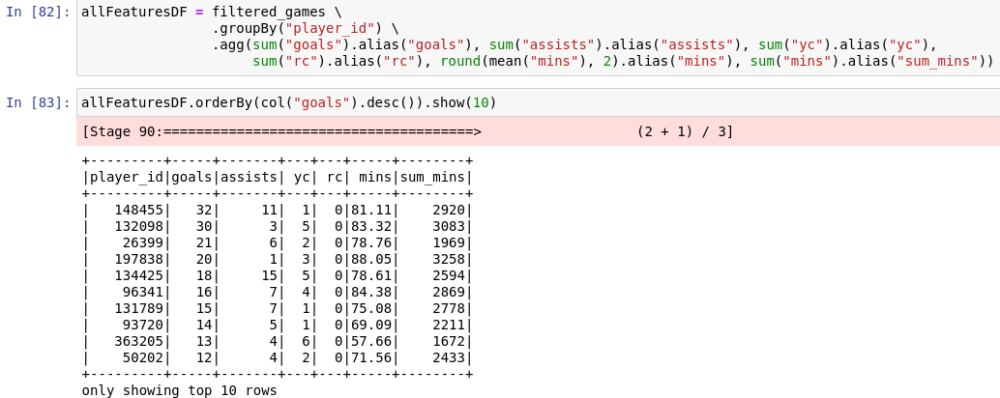 In [82]: allFeaturesDF = filtered_games \
                .groupBy("player_id") \
                .agg(sum("goals").alias("goals"), sum("assists").alias("assists"), sum("yc").alias("yc"),
                     sum("rc").alias("rc"), round(mean("mins"), 2).alias("mins"), sum("mins").alias("sum_mins"))
In [83]: allFeaturesDF.orderBy(col("goals").desc()).show(10)
[Stage 90:======================================>                   (2 + 1) / 3]
+---------+-----+-------+---+---+-----+--------+
|player_id|goals|assists| yc| rc| mins|sum_mins|
+---------+-----+-------+---+---+-----+--------+
|   148455|   32|     11|  1|  0|81.11|    2920|
|   132098|   30|      3|  5|  0|83.32|    3083|
|    26399|   21|      6|  2|  0|78.76|    1969|
|   197838|   20|      1|  3|  0|88.05|    3258|
|   134425|   18|     15|  5|  0|78.61|    2594|
|    96341|   16|      7|  4|  0|84.38|    2869|
|   131789|   15|      7|  1|  0|75.08|    2778|
|    93720|   14|      5|  1|  0|69.09|    2211|
|   363205|   13|      4|  6|  0|57.66|    1672|
|    50202|   12|      4|  2|  0|71.56|    2433|
+---------+-----+-------+---+---+-----+--------+
only showing top 10 rows